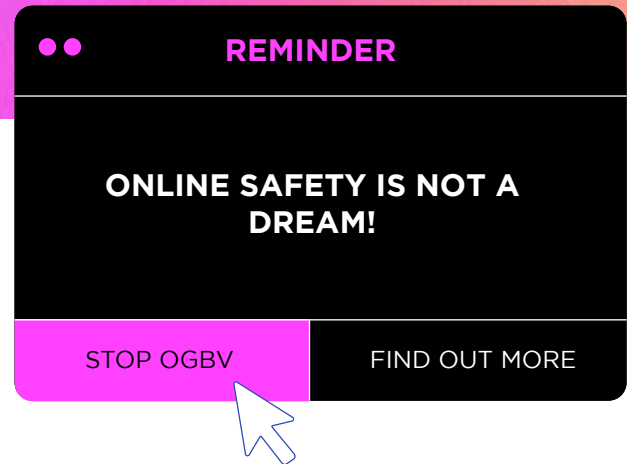 REMINDER
ONLINE SAFETY IS NOT A
DREAM!
STOP OGBV
FIND OUT MORE